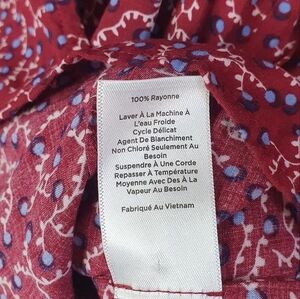 100% Rayonne
Laver À La Machine À
L'eau Froide
Cycle Délicat
Agent De Blanchiment
Non Chloré Seulement Au
Besoin
Suspendre À Une Corde
Repasser À Température
Moyenne Avec Des À La
Vapeur Au Besoin
Fabriqué Au Vietnam